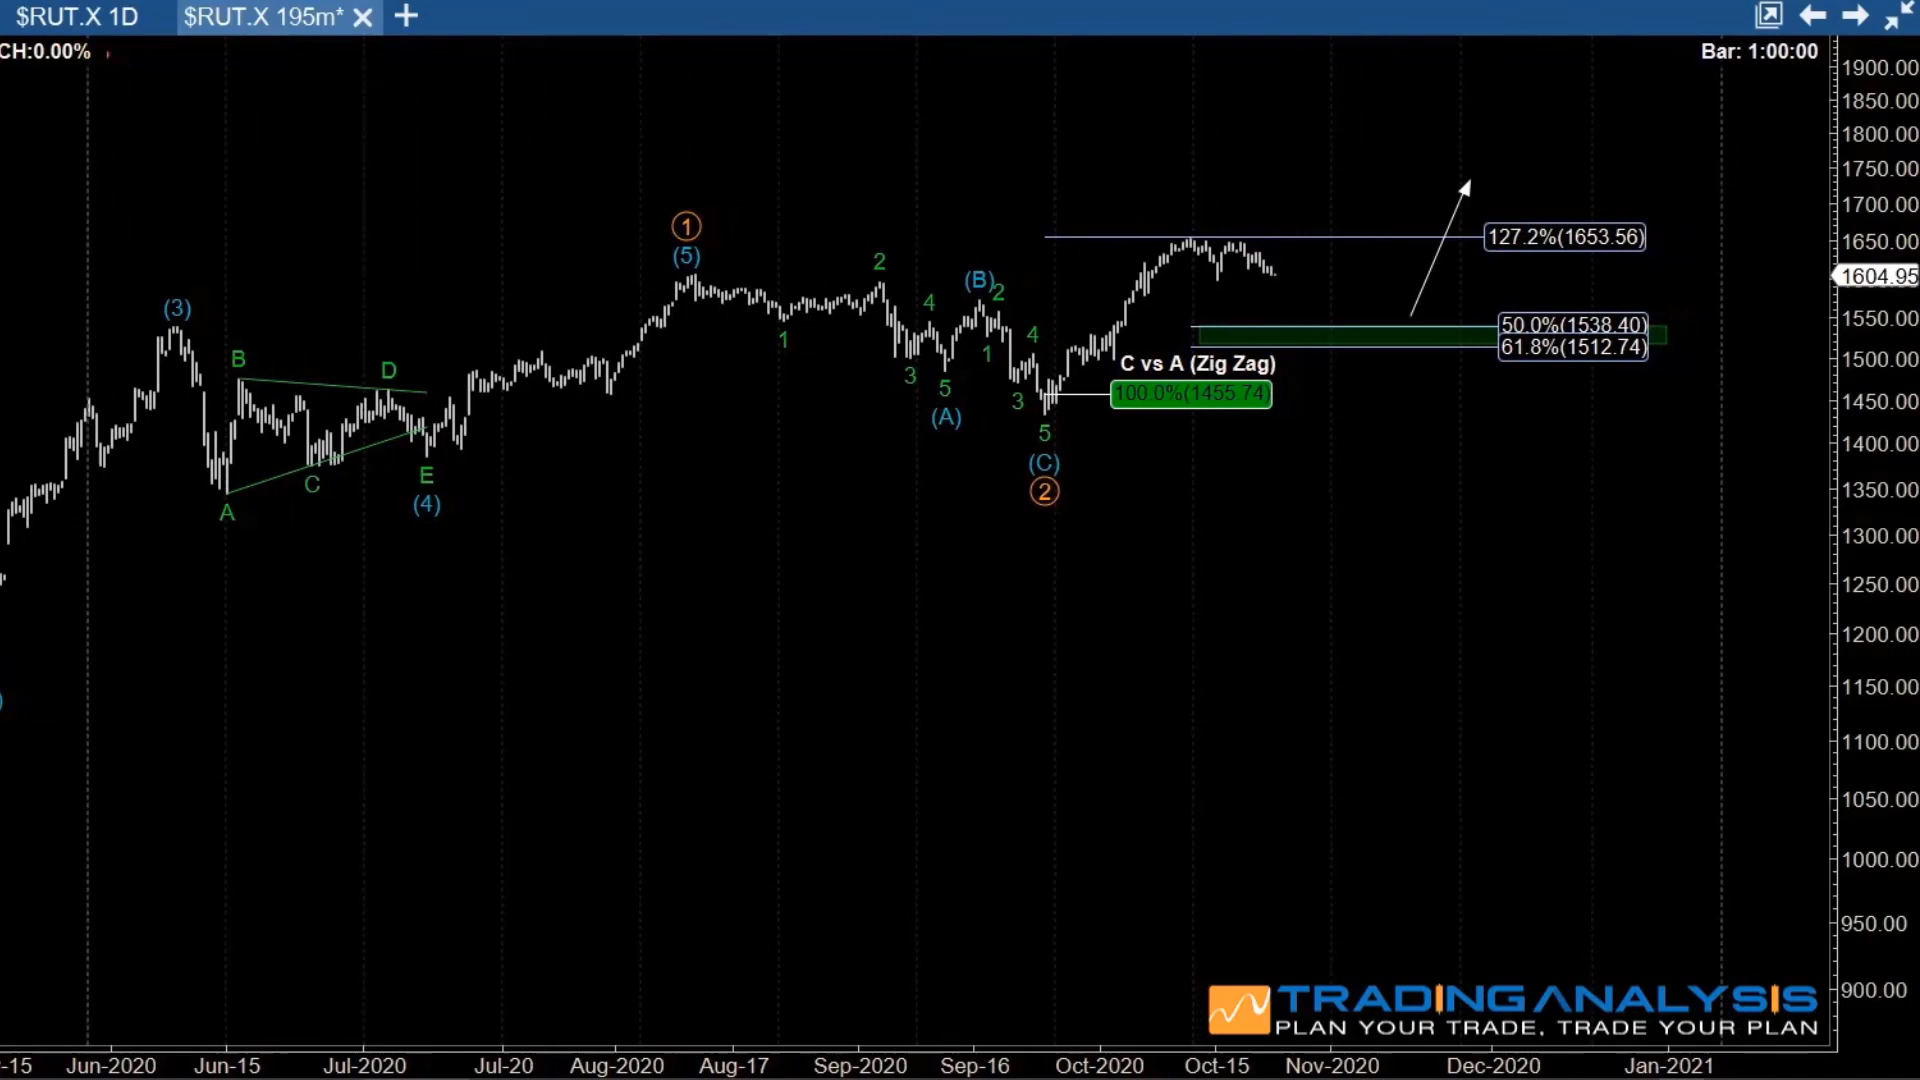 $RUT.X 1D
$RUT.X 195m*
CH:0.00%
Bar: 1:00:00
1900.00
1850.00
1800.00
1750.00
1700.00
1650.00
1604.95
1550.00
1500.00
1450.00
1400.00
1350.00
1300.00
1250.00
1200.00
1150.00
1100.00
1050.00
1000.00
950.00
900.00
(3)
B
D
A
C
E
(4)
1
(5)
1
2
3
4
5
(A)
(B)
2
1
4
3
5
(C)
2
127.2%(1653.56)
50.0%(1538.40)
61.8%(1512.74)
C vs A (Zig Zag)
100.0%(1455.74)
)
TRADINGANALYSIS
PLAN YOUR TRADE, TRADE YOUR PLAN
-15 Jun-2020 Jun-15 Jul-2020 Jul-20 Aug-2020 Aug-17 Sep-2020 Sep-16 Oct-2020 Oct-15 Nov-2020 Dec-2020 Jan-2021